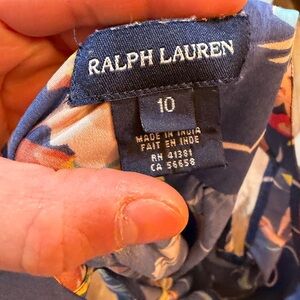 RALPH LAUREN
10
MADE IN INDIA
FAIT EN INDE
RN 41381
CA 56658